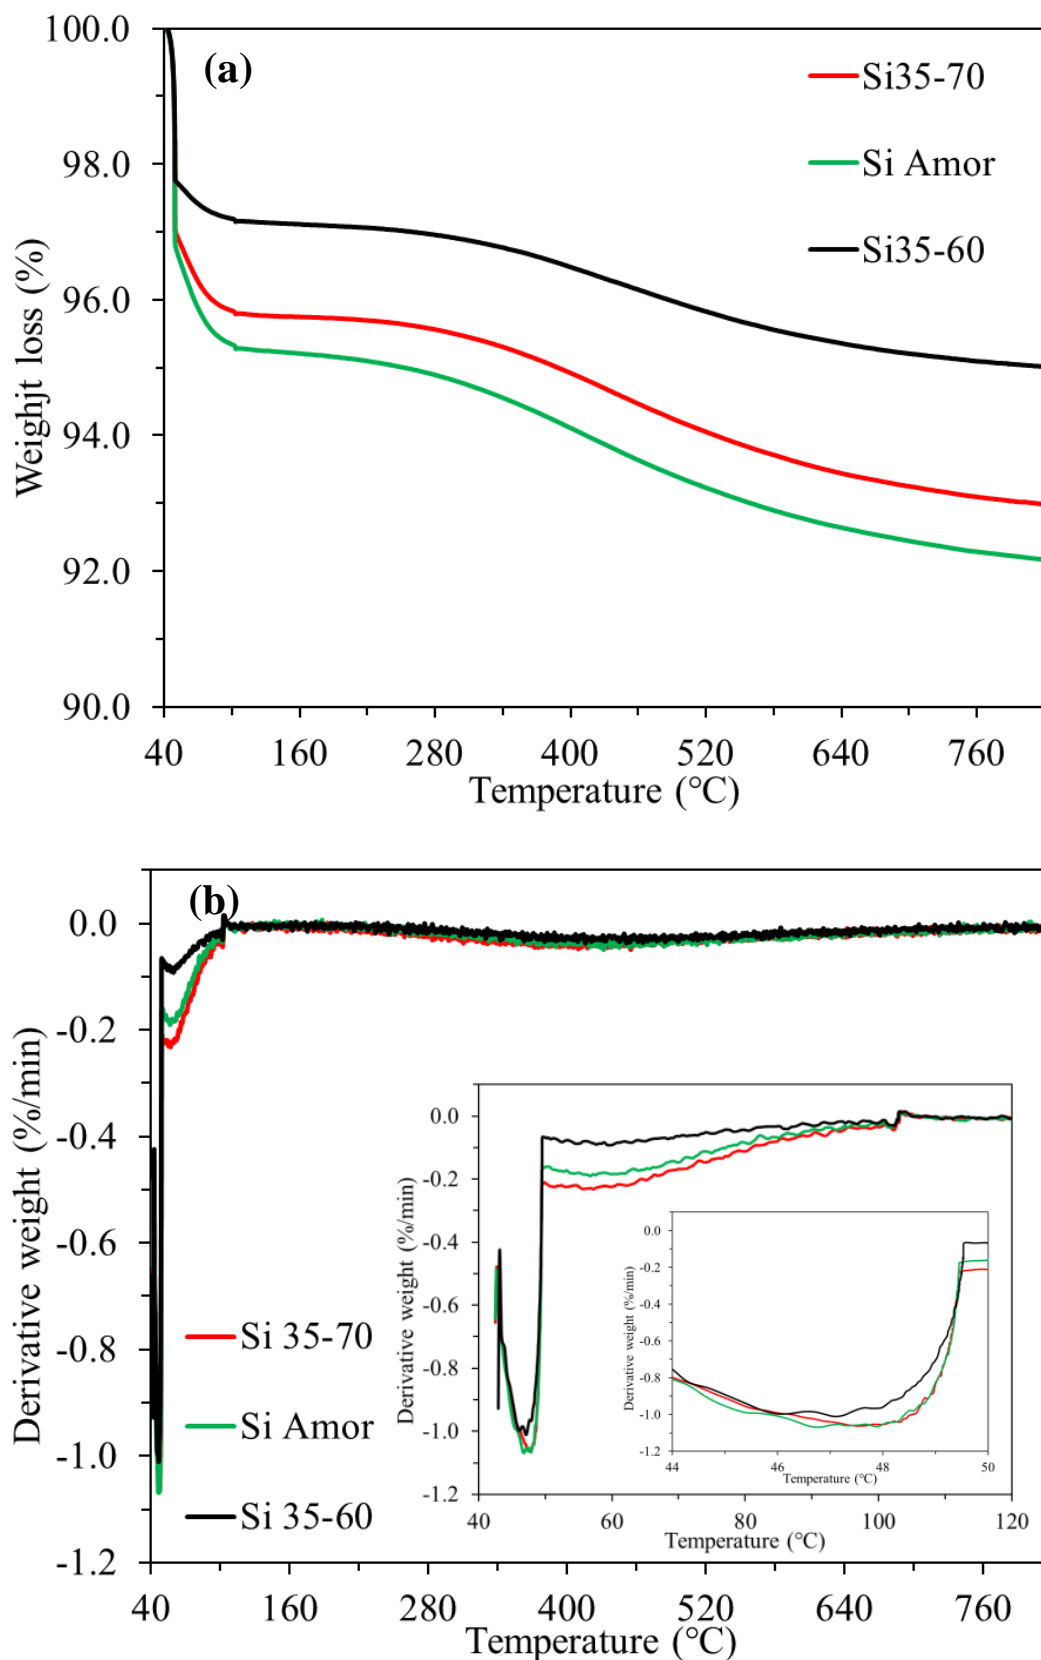 100.0
(a)
Si35-70
98.0
Si Amor
Si35-60
96.0
94.0
92.0
90.0
Weighjt loss (%)
40 160 280 400 520 640 760
Temperature (°C)
(b)
0.0
-0.2
-0.4
-0.6
-0.8
-1.0
-1.2
Derivative weight (%/min)
Si 35-70
Si Amor
Si 35-60
0.0
-0.2
-0.4
-0.6
-0.8
-1.0
-1.2
Derivative weight (%/min)
0.0
-0.2
-0.4
-0.6
-0.8
-1.0
-1.2
Derivative weight (%/min)
44 46 48 50
Temperature (°C)
40 60 80 100 120
Temperature (°C)
40 160 280 400 520 640 760
Temperature (°C)